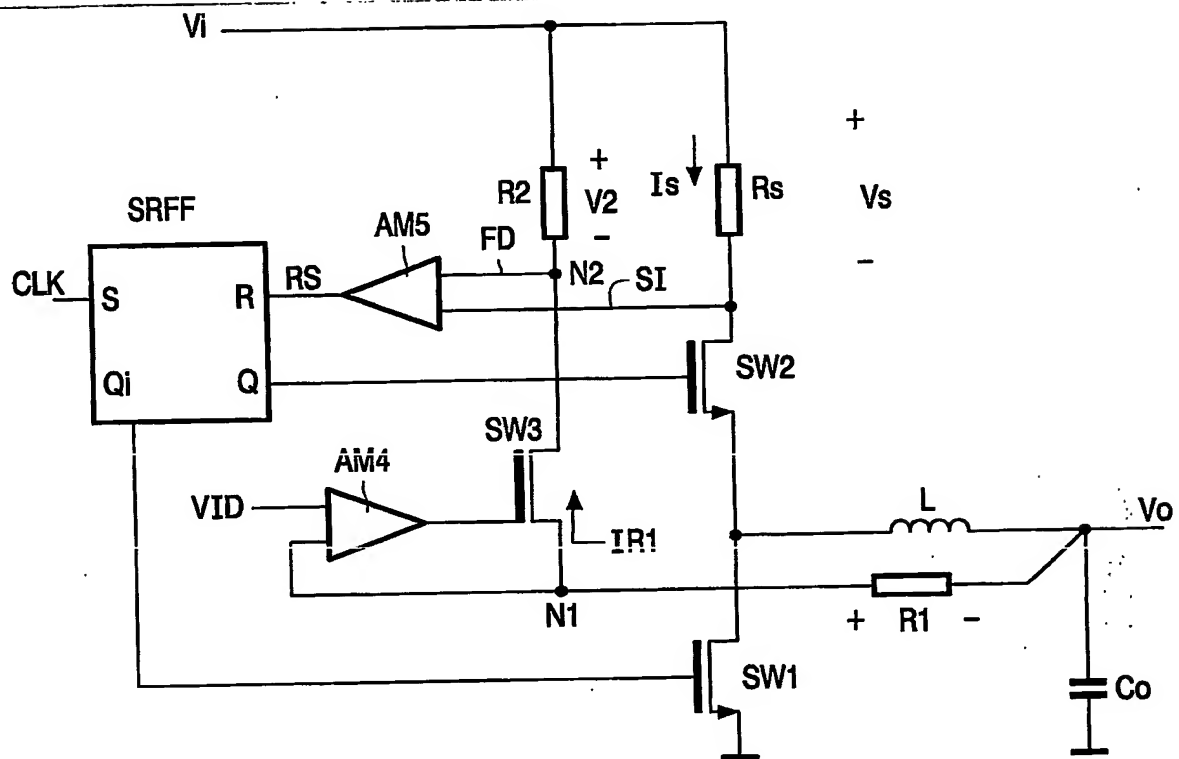 Vi
+
R2
V2
-
Is
Rs
+
Vs
-
SRFF
AM5
FD
N2
SI
CLK
S
R
RS
Qi
Q
SW2
SW3
AM4
VID
IR1
L
Vo
N1
+ R1 -
SW1
Co